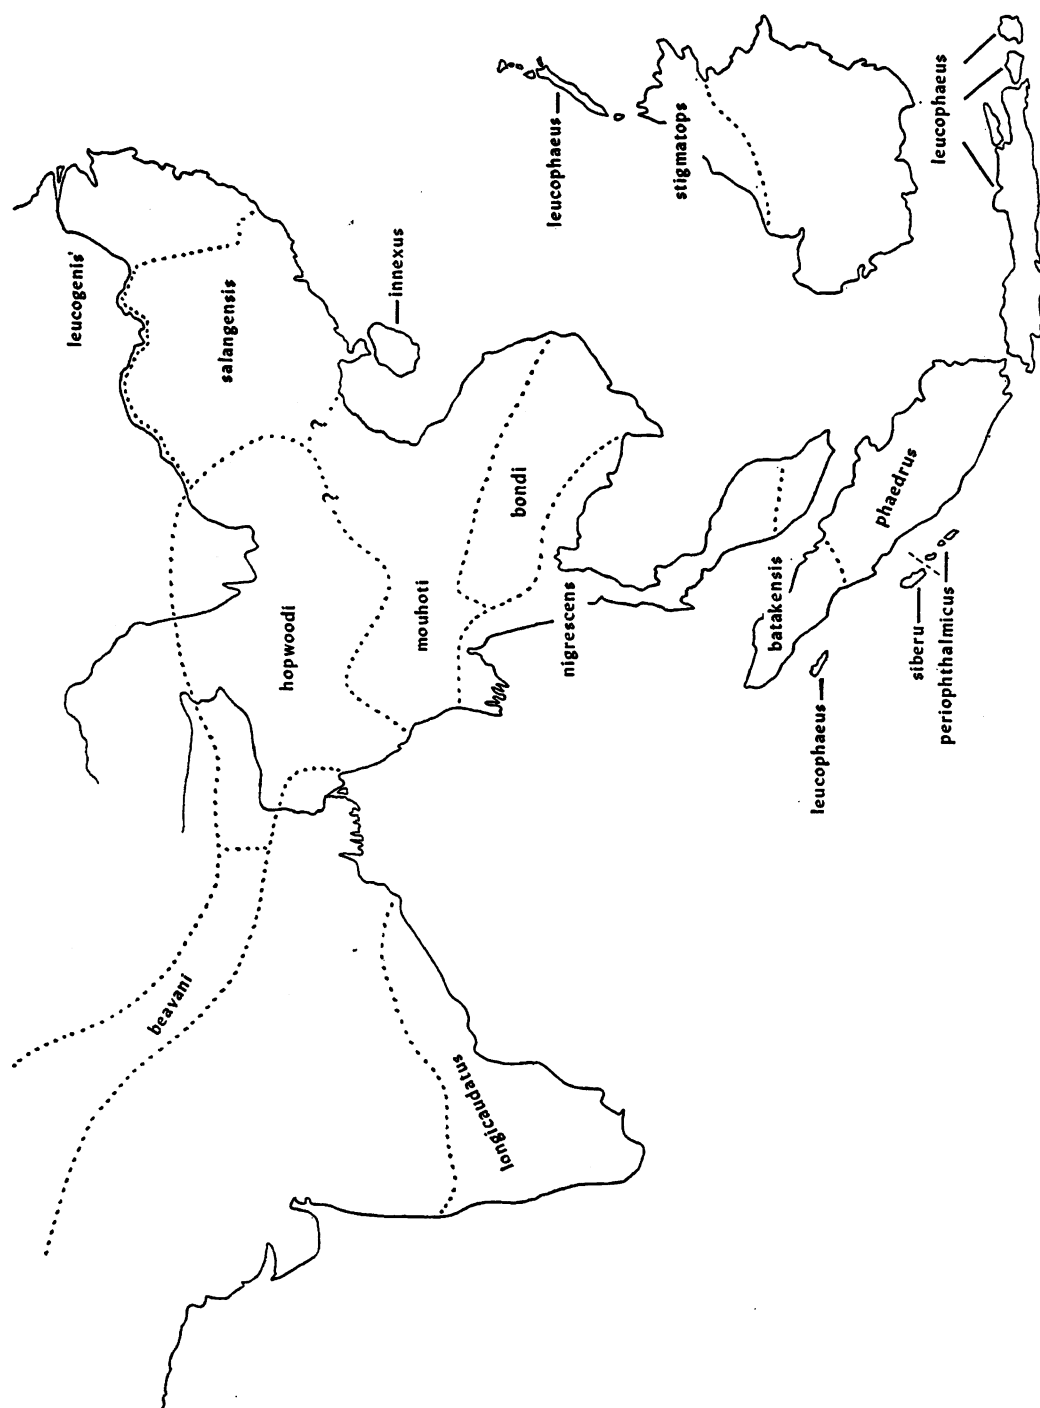 leucogenis
beavani
salangensis
hopwoodi
?
?
innexus
mouhoti
longicaudatus
bondi
leucophaeus
nigrescens
stigmatops
batakensis
leucophaeus
phaedrus
siberu
leucophaeus
periophthalmicus